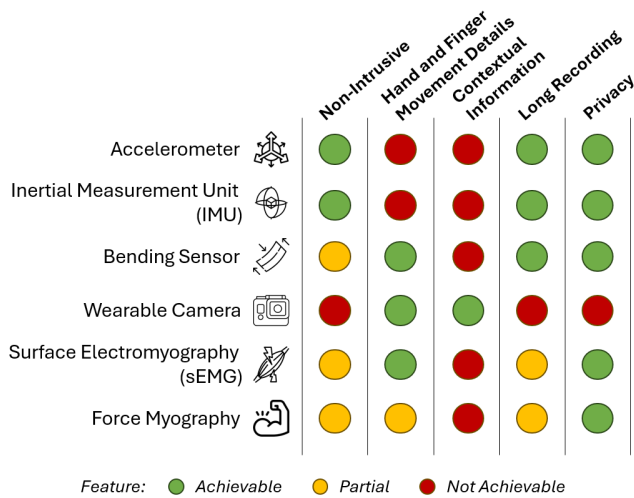 Non-Intrusive
Hand and Finger
Movement Details
Contextual
Information
Long Recording
Privacy
Accelerometer
Inertial Measurement Unit
(IMU)
Bending Sensor
Wearable Camera
Surface Electromyography
(sEMG)
Force Myography
Feature: Achievable Partial Not Achievable